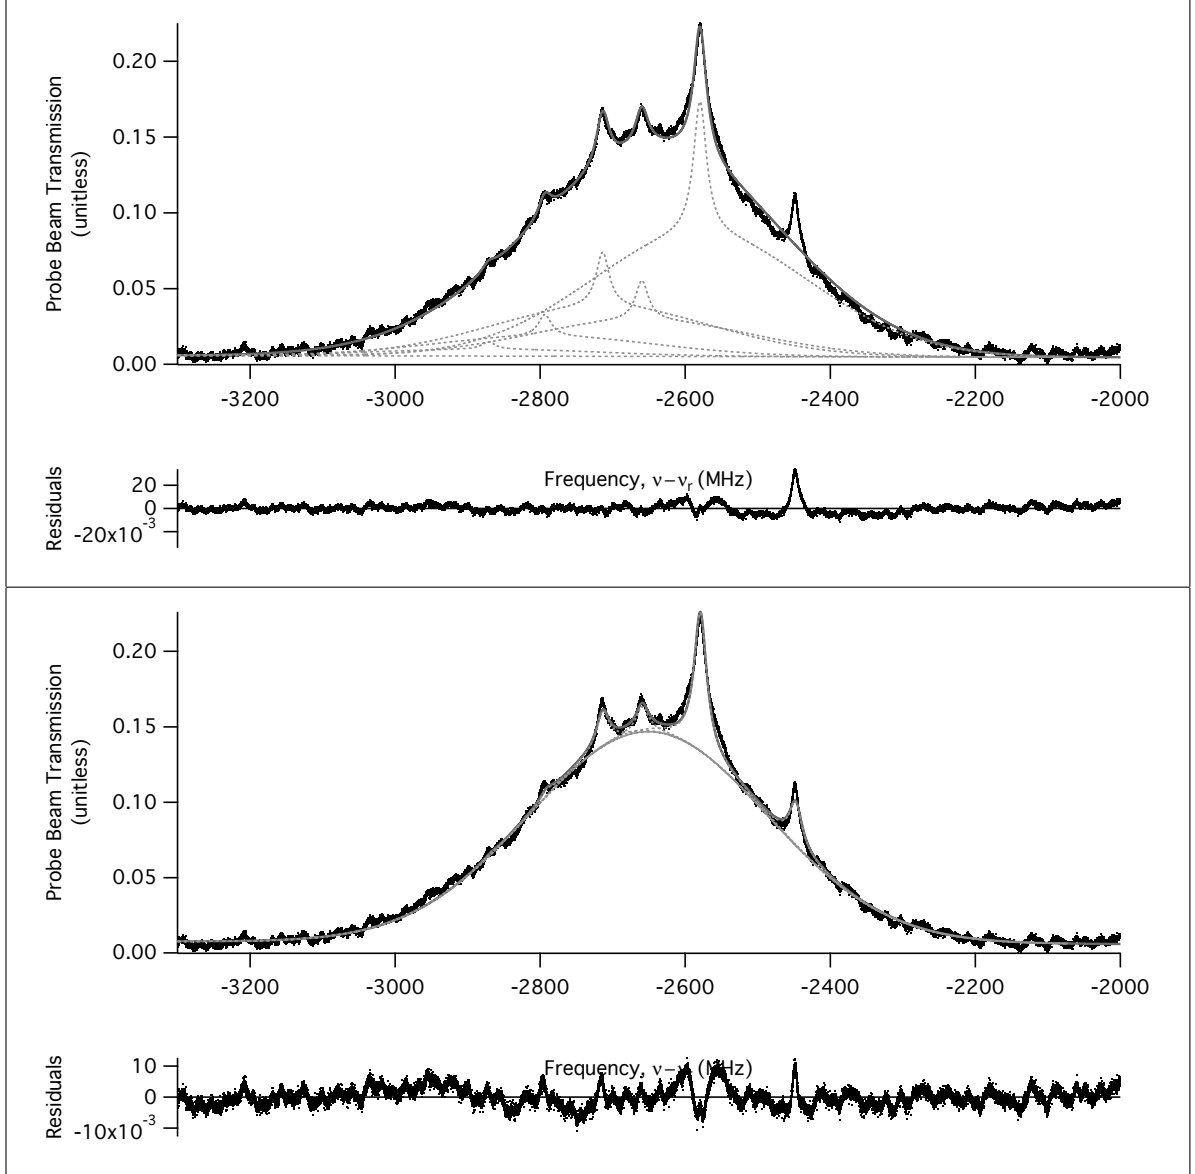 Probe Beam Transmission
(unitless)
0.20
0.15
0.10
0.05
0.00
-3200 -3000 -2800 -2600 -2400 -2200 -2000
Frequency, ν−νr (MHz)
Residuals
20
0
-20x10-3
Probe Beam Transmission
(unitless)
0.20
0.15
0.10
0.05
0.00
-3200 -3000 -2800 -2600 -2400 -2200 -2000
Frequency, ν−ν (MHz)
Residuals
10
0
-10x10-3